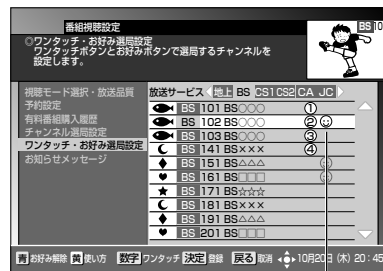 番組視聴設定
◎ワンタッチ・お好み選局設定
ワンタッチボタンとお好みボタンで選局するチャンネルを
設定します。
BS 10
視聴モード選択・放送品質
予約設定
有料番組購入履歴
チャンネル選局設定
ワンタッチ・お好み選局設定
お知らせメッセージ
放送サービス 地上 BS CS1 CS2 CA JC
BS 101 BS○○○ ①
BS 102 BS○○○ ②
BS 103 BS○○○ ③
BS 141 BS××× ④
BS 151 BS△△△
BS 161 BS□□□
BS 171 BS☆☆☆
BS 181 BS×××
BS 191 BS△△△
BS 201 BS□□□
青 お好み解除 黄 使い方 数字 ワンタッチ 決定 登録 戻る 取消 10月20日 (木) 20:45